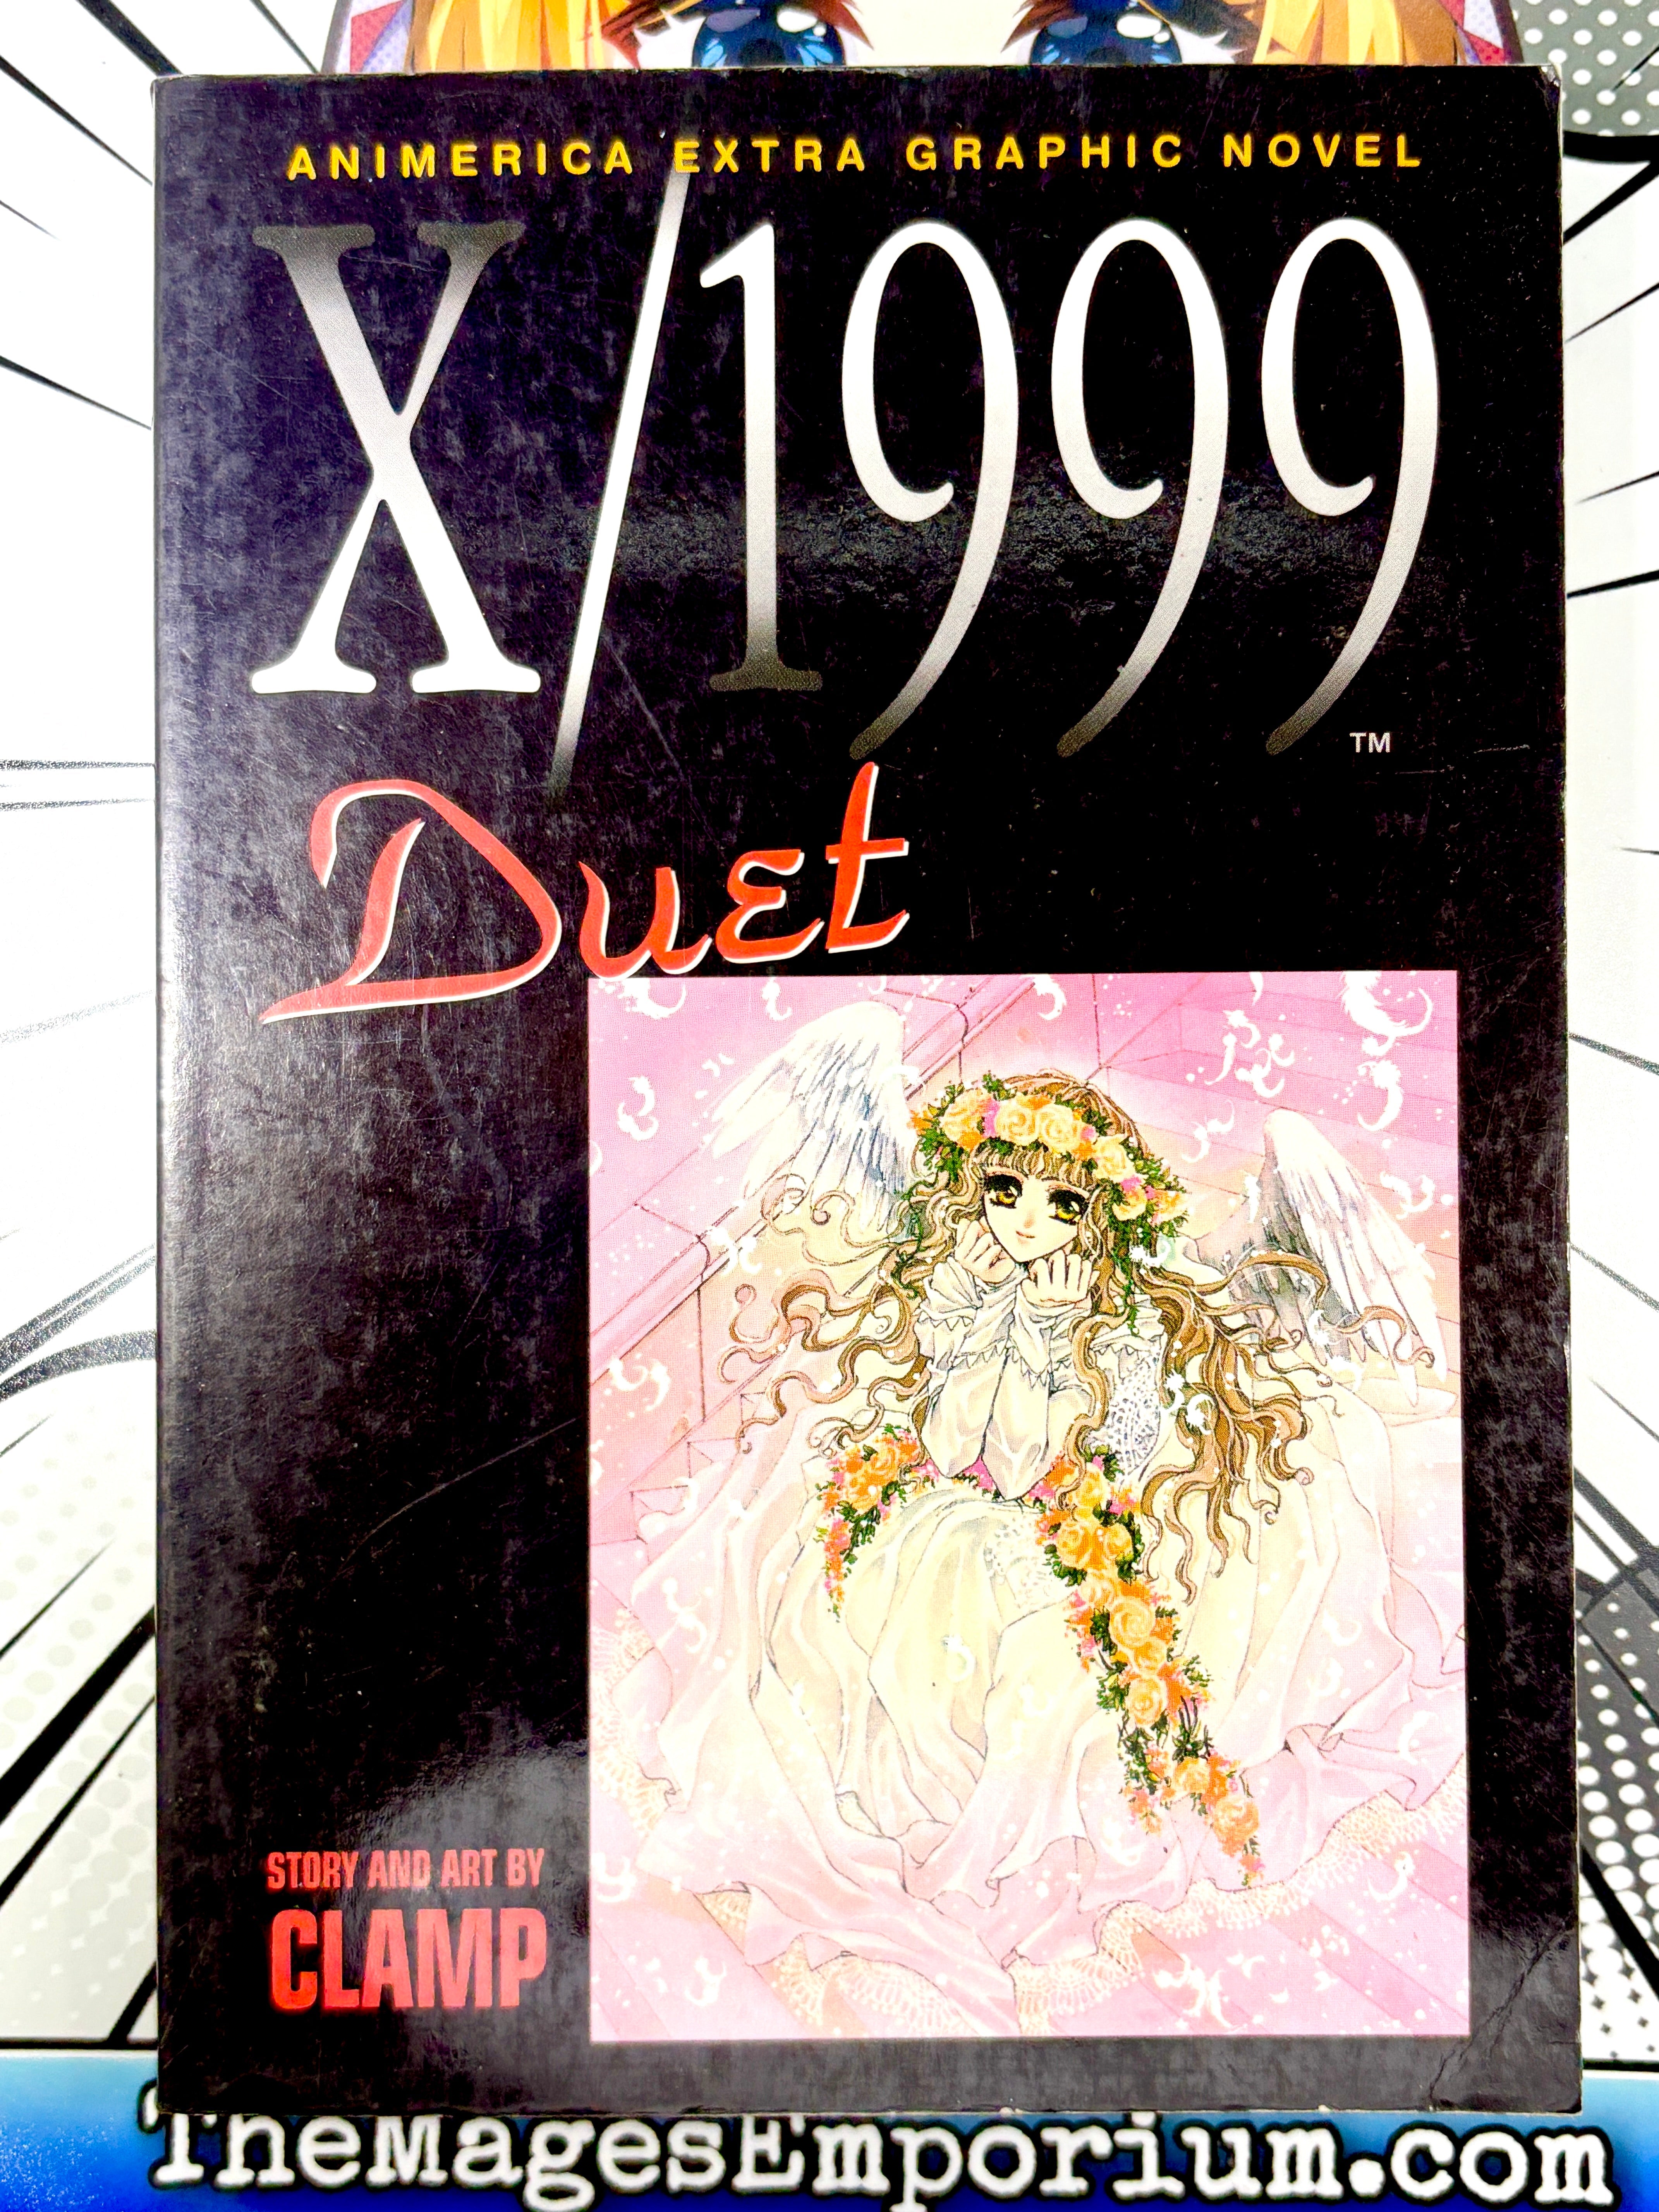 ANIMERICA EXTRA GRAPHIC NOVEL
X/1999
TM
Duet
STORY AND ART BY
CLAMP
TheMagesEmporium.com